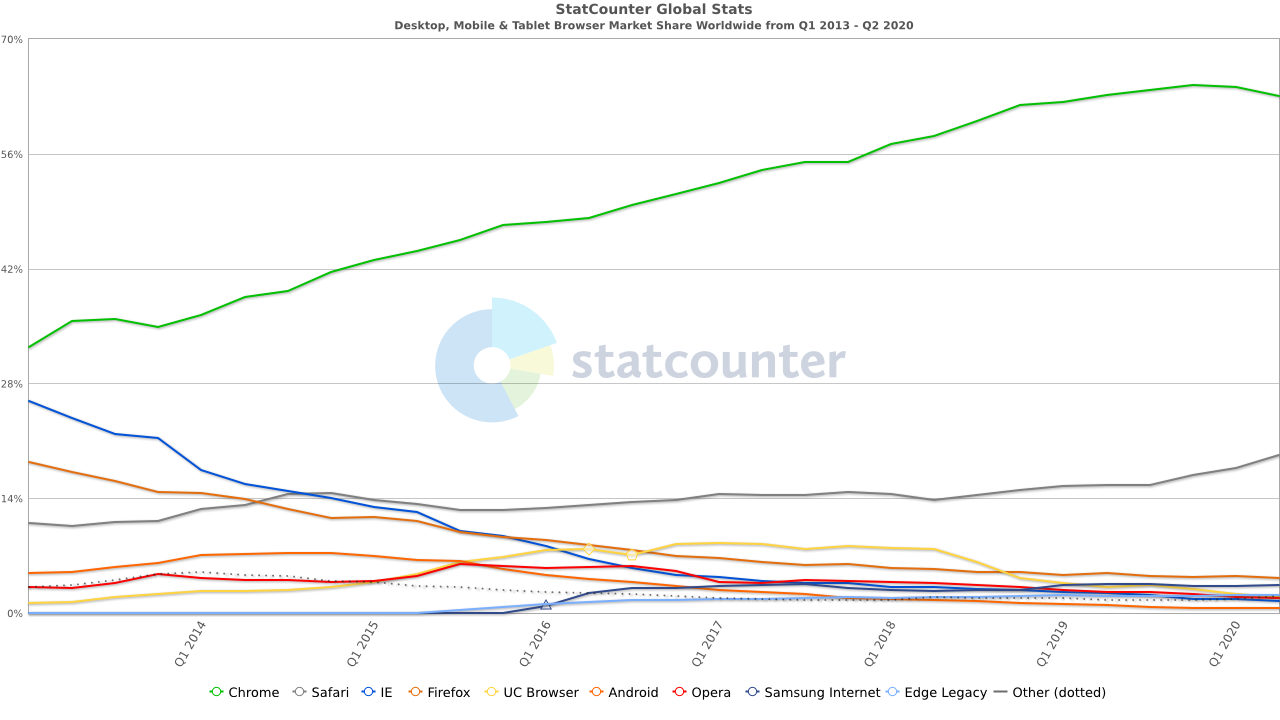 StatCounter Global Stats
Desktop, Mobile & Tablet Browser Market Share Worldwide from Q1 2013 - Q2 2020
70%
56%
42%
28%
14%
0%
statcounter
Q1 2014
Q1 2015
Q1 2016
Q1 2017
Q1 2018
Q1 2019
Q1 2020
Chrome Safari IE Firefox UC Browser Android Opera Samsung Internet Edge Legacy Other (dotted)